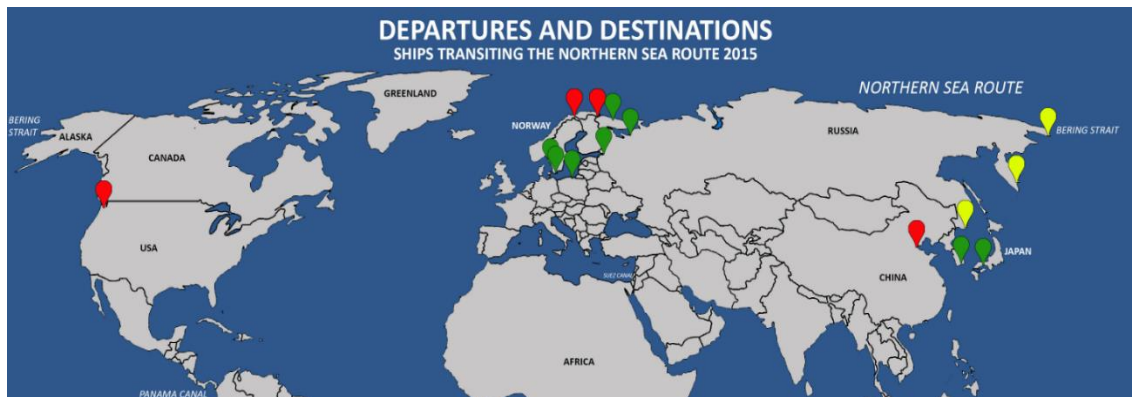 DEPARTURES AND DESTINATIONS
SHIPS TRANSITING THE NORTHERN SEA ROUTE 2015
NORTHERN SEA ROUTE
GREENLAND
BERING
STRAIT
ALASKA
CANADA
NORWAY
RUSSIA
BERING STRAIT
USA
JAPAN
SUEZ CANAL
CHINA
AFRICA
PANAMA CANAL